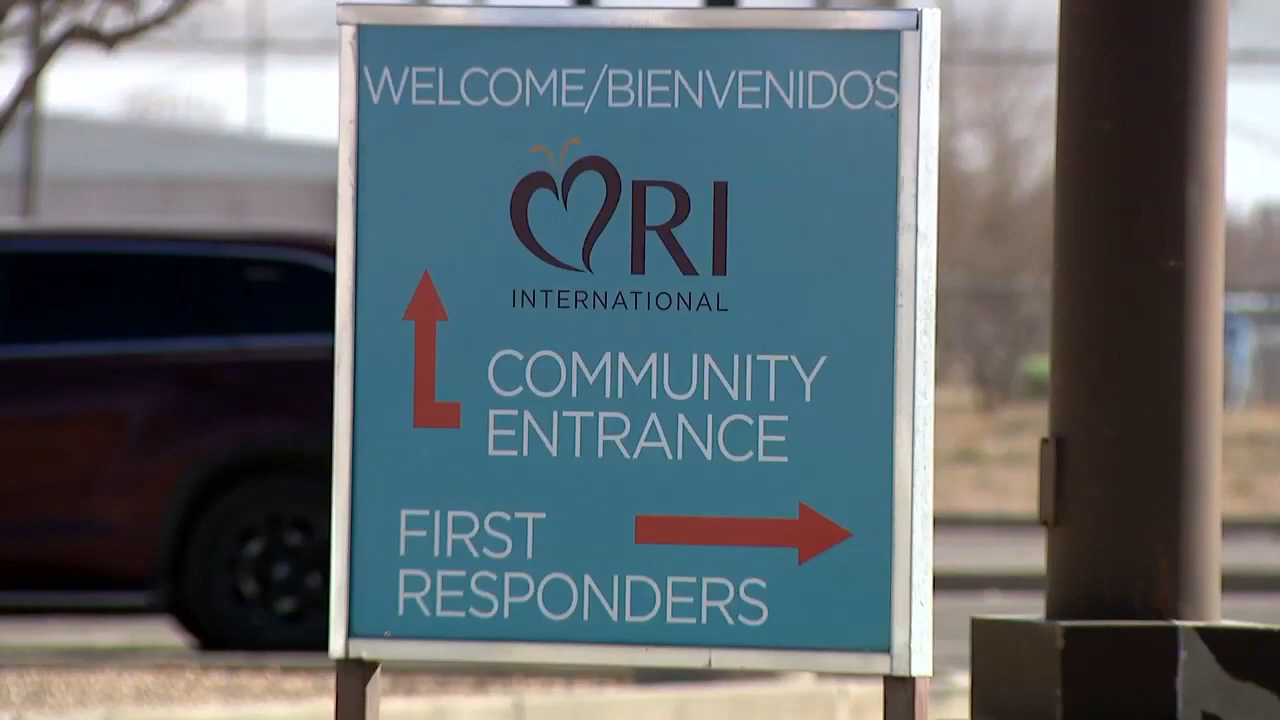 WELCOME/BIENVENIDOS
RI
INTERNATIONAL
COMMUNITY
ENTRANCE
FIRST
RESPONDERS